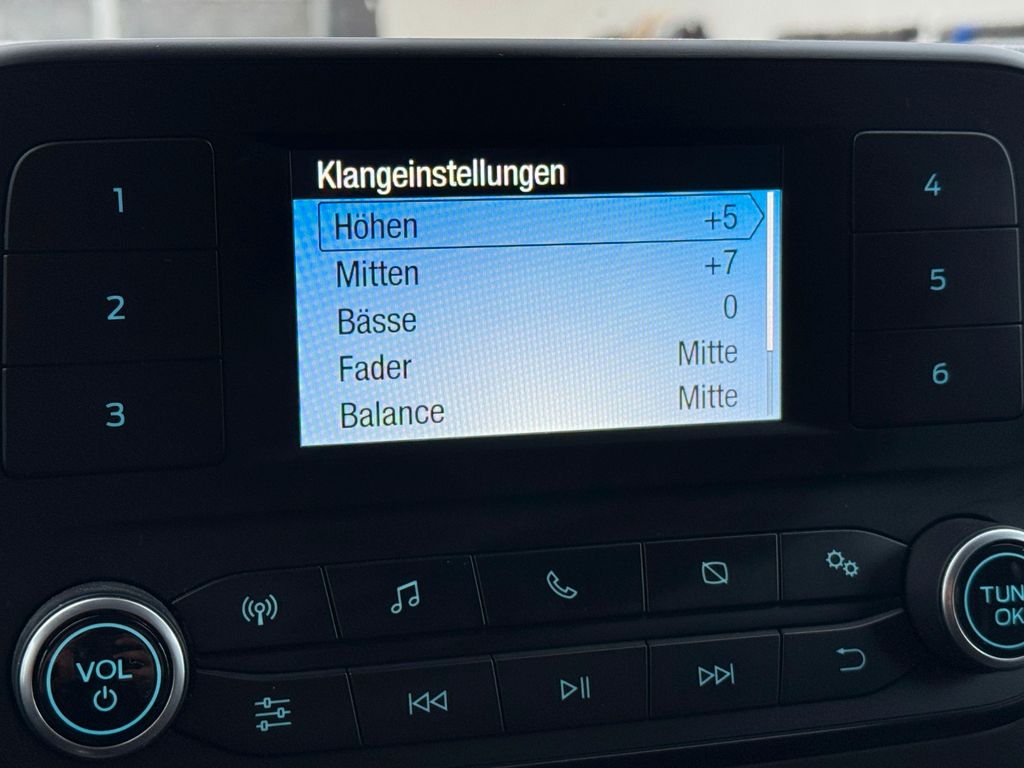 Klangeinstellungen
1
Höhen +5
4
Mitten +7
2
Bässe 0
5
Fader Mitte
6
3
Balance Mitte
VOL
TUN
OK